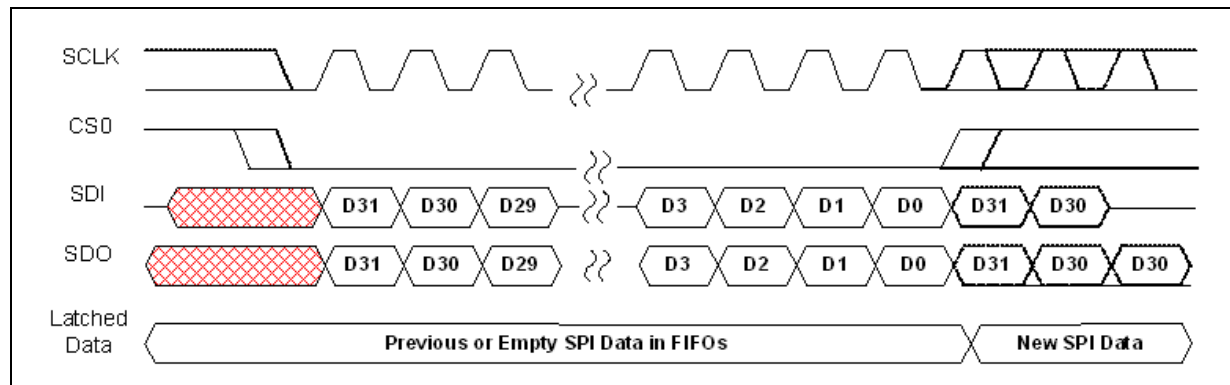 SCLK
CS0
SDI D31 D30 D29 D3 D2 D1 D0 D31 D30
SDO D31 D30 D29 D3 D2 D1 D0 D31 D30 D30
Latched
Data Previous or Empty SPI Data in FIFOs New SPI Data